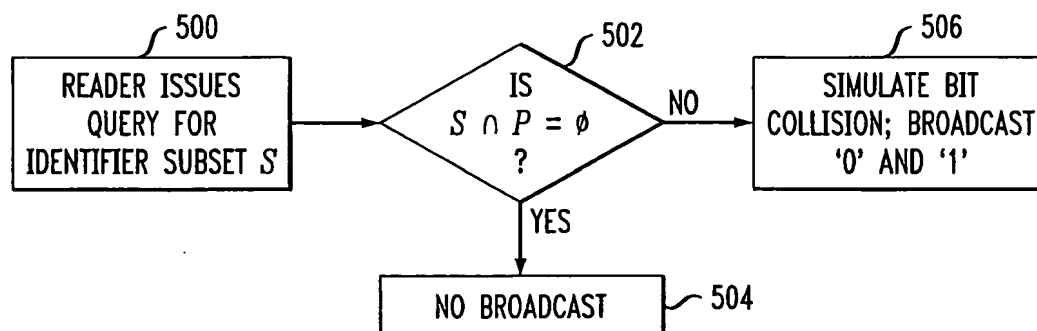 500
READER ISSUES
QUERY FOR
IDENTIFIER SUBSET S
502
IS
S ∩ P = ϕ
?
NO
506
SIMULATE BIT
COLLISION; BROADCAST
'0' AND '1'
YES
NO BROADCAST
504